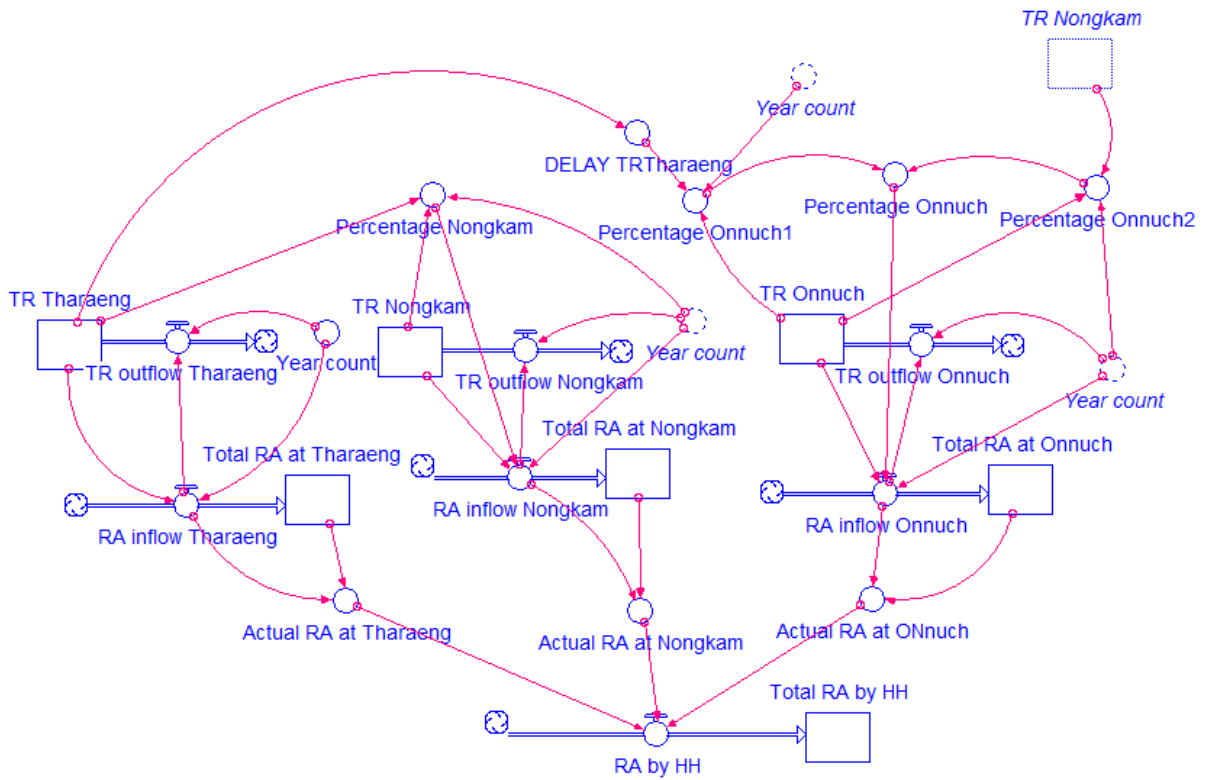 TR Nongkam
Year count
DELAY TRTharaeng
Percentage Nongkam
Percentage Onnuch1
Percentage Onnuch
Percentage Onnuch2
TR Tharaeng
TR Nongkam
TR Onnuch
TR outflow Tharaeng
Year count
TR outflow Nongkam
Year count
TR outflow Onnuch
Year count
Total RA at Tharaeng
Total RA at Nongkam
Total RA at Onnuch
RA inflow Tharaeng
RA inflow Nongkam
RA inflow Onnuch
Actual RA at Tharaeng
Actual RA at Nongkam
Actual RA at ONnuch
Total RA by HH
RA by HH